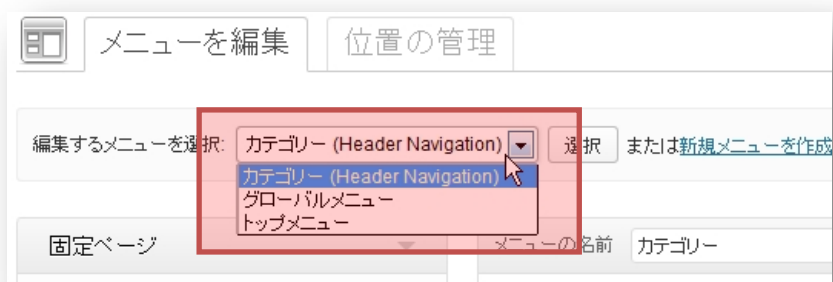 メニューを編集 位置の管理
編集するメニューを選択: カテゴリー (Header Navigation) 選択 または新規メニューを作成
カテゴリー (Header Navigation)
グローバルメニュー
トップメニュー
固定ページ メニューの名前 カテゴリー